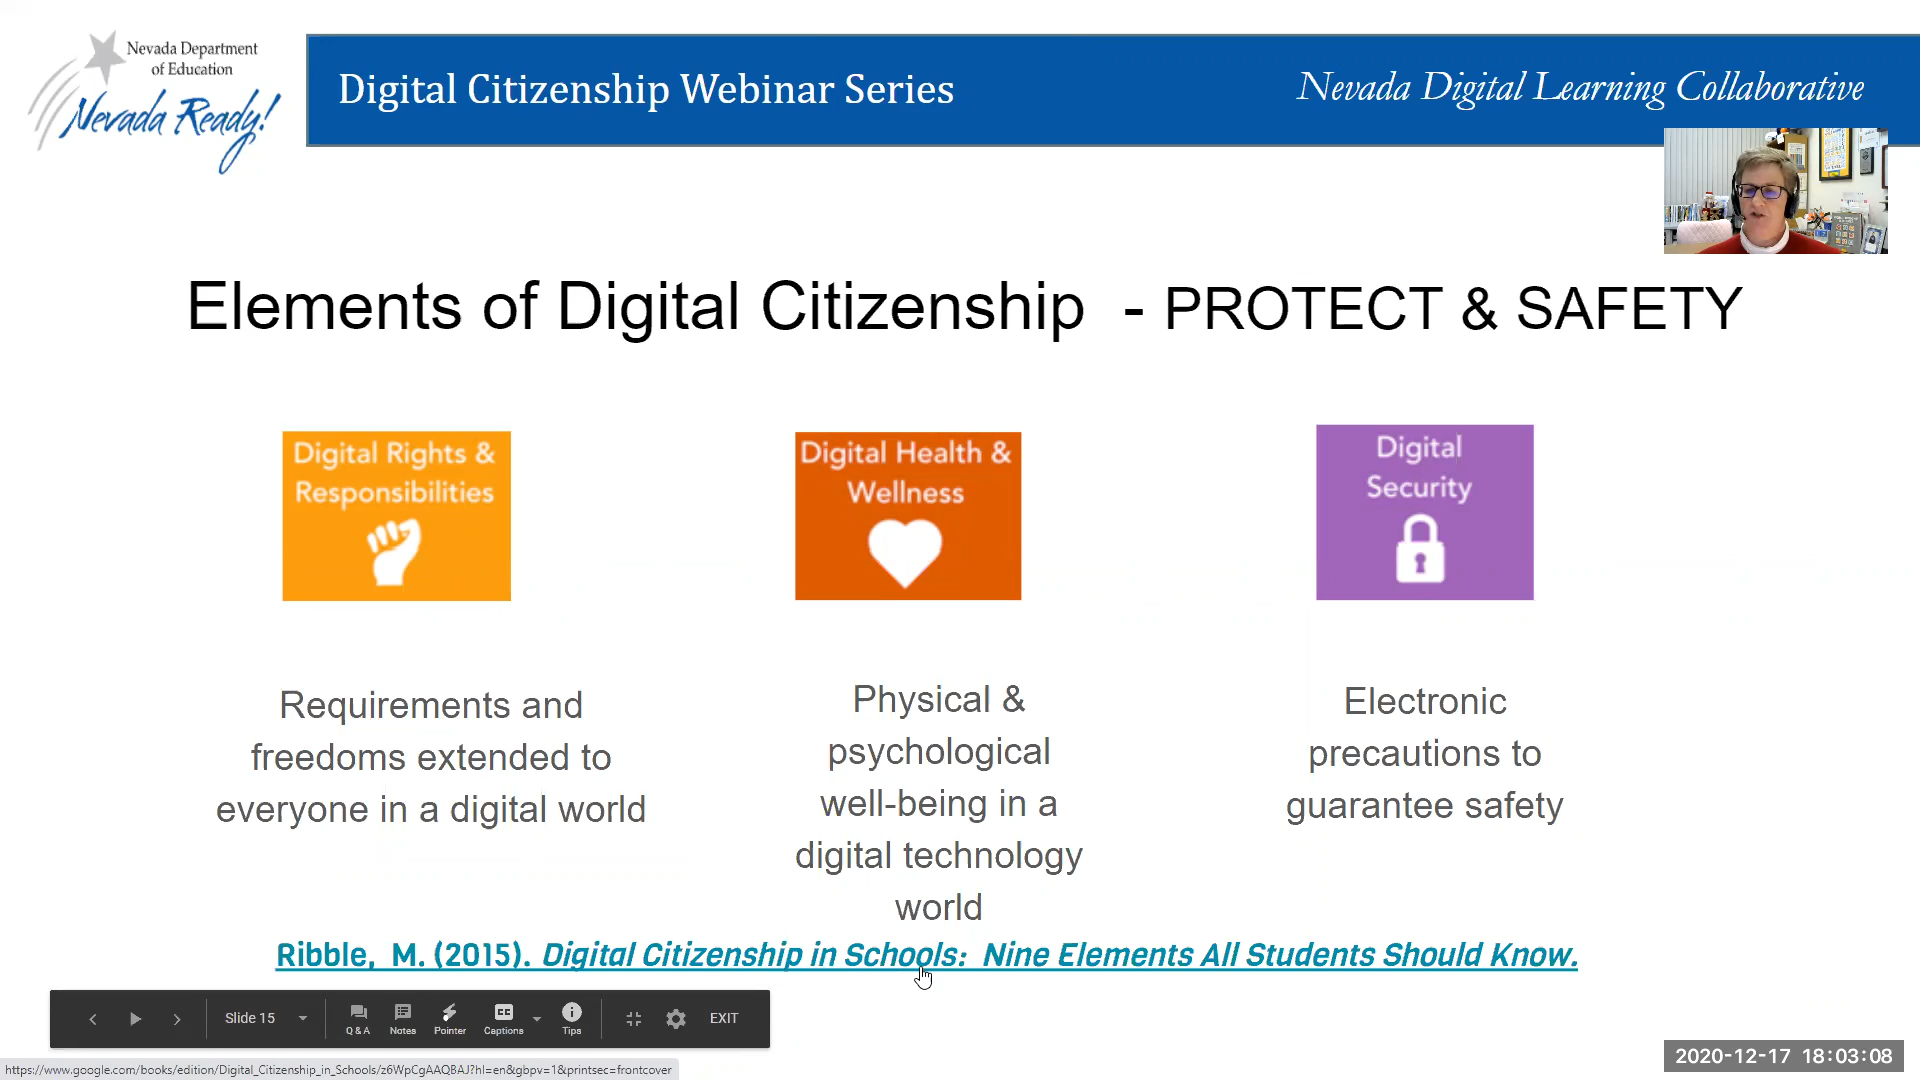 Nevada Department
of Education
Nevada Ready!
Digital Citizenship Webinar Series
Nevada Digital Learning Collaborative
Elements of Digital Citizenship - PROTECT & SAFETY
Digital Rights &
Responsibilities
Digital Health &
Wellness
Digital
Security
Requirements and
freedoms extended to
everyone in a digital world
Physical &
psychological
well-being in a
digital technology
world
Electronic
precautions to
guarantee safety
Ribble, M. (2015). Digital Citizenship in Schools: Nine Elements All Students Should Know.
Slide 15
Q & A
Notes
Pointer
CC
Captions
Tips
EXIT
https://www.google.com/books/edition/Digital_Citizenship_in_Schools/z6WpCgAAQBAJ?hl=en&gbpv=1&printsec=frontcover
2020-12-17 18:03:08